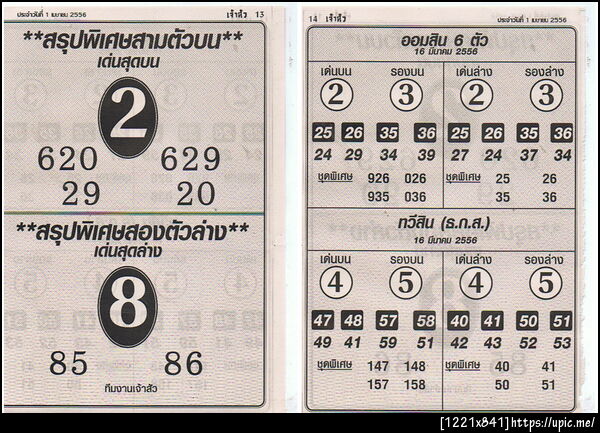 ประจำวันที่ 1 เมษายน 2556 เจ้าสัว 13
**สรุปพิเศษสามตัวบน**
เด่นสุดบน
2
620 629
29 20
**สรุปพิเศษสองตัวล่าง**
เด่นสุดล่าง
8
85 86
ทีมงานเจ้าสัว
14 เจ้าสัว ประจำวันที่ 1 เมษายน 2556
ออมสิน 6 ตัว
16 มีนาคม 2556
เด่นบน รองบน เด่นล่าง รองล่าง
2 3 2 3
25 26 35 36 25 26 35 36
24 29 34 39 27 24 37 34
ชุดพิเศษ 926 026 ชุดพิเศษ 25 26
935 036 35 36
ทวีสิน (ธ.ก.ส.)
16 มีนาคม 2556
เด่นบน รองบน เด่นล่าง รองล่าง
4 5 4 5
47 48 57 58 40 41 50 51
49 41 59 51 42 43 52 53
ชุดพิเศษ 147 148 ชุดพิเศษ 40 41
157 158 50 51
[1221x841]https://upic.me/